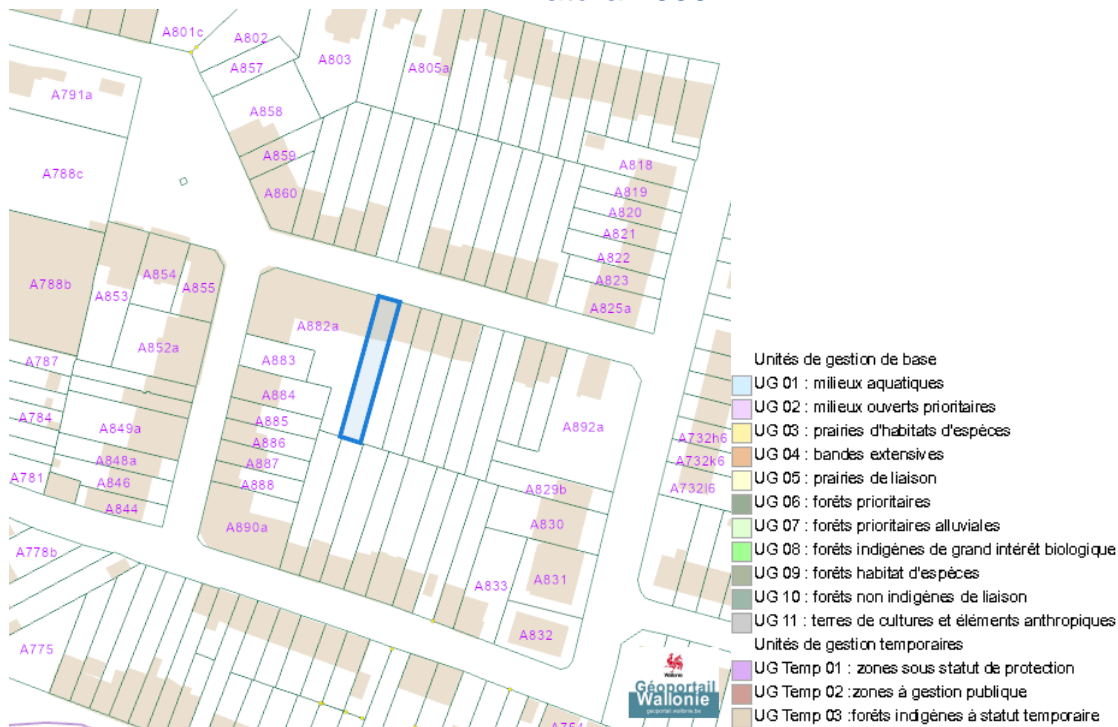 A801c
A802
A803
A805a
A857
A858
A791a
A859
A788c
A860
A818
A819
A820
A821
A822
A823
A825a
A854
A855
A853
A788b
A852a
A882a
A883
A787
A884
A885
A886
A887
A888
A784
A849a
A848a
A846
A844
A781
A890a
A892a
A732h6
A732k6
A732l6
A829b
A830
A831
A832
A833
A778b
A775
Wallonie
Géoportail
Wallonie
geoportail.wallonie.be
Unités de gestion de base
UG 01 : milieux aquatiques
UG 02 : milieux ouverts prioritaires
UG 03 : prairies d'habitats d'espèces
UG 04 : bandes extensives
UG 05 : prairies de liaison
UG 06 : forêts prioritaires
UG 07 : forêts prioritaires alluviales
UG 08 : forêts indigènes de grand intérêt biologique
UG 09 : forêts habitat d'espèces
UG 10 : forêts non indigènes de liaison
UG 11 : terres de cultures et éléments anthropiques
Unités de gestion temporaires
UG Temp 01 : zones sous statut de protection
UG Temp 02 :zones à gestion publique
UG Temp 03 :forêts indigènes à statut temporaire